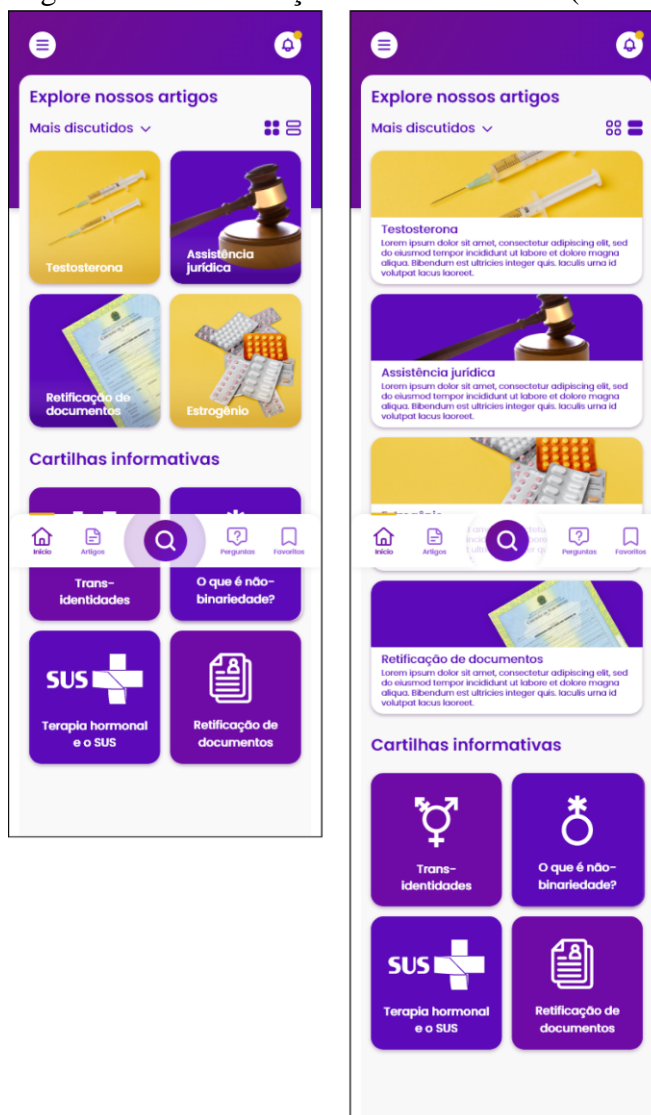 Explore nossos artigos
Mais discutidos
Testosterona
Assistência
jurídica
Retificação de
documentos
Estrogênio
Cartilhas informativas
Início
Artigos
Perguntas
Favoritos
Trans-
identidades
O que é não-
binariedade?
SUS
Terapia hormonal
e o SUS
Retificação de
documentos
Explore nossos artigos
Mais discutidos
Testosterona
Lorem ipsum dolor sit amet, consectetur adipiscing elit, sed
do eiusmod tempor incididunt ut labore et dolore magna
aliqua. Bibendum est ultricies integer quis. Iaculis urna id
volutpat lacus laoreet.
Assistência jurídica
Lorem ipsum dolor sit amet, consectetur adipiscing elit, sed
do eiusmod tempor incididunt ut labore et dolore magna
aliqua. Bibendum est ultricies integer quis. Iaculis urna id
volutpat lacus laoreet.
Início
Artigos
Perguntas
Favoritos
Retificação de documentos
Lorem ipsum dolor sit amet, consectetur adipiscing elit, sed
do eiusmod tempor incididunt ut labore et dolore magna
aliqua. Bibendum est ultricies integer quis. Iaculis urna id
volutpat lacus laoreet.
Cartilhas informativas
Trans-
identidades
O que é não-
binariedade?
SUS
Terapia hormonal
e o SUS
Retificação de
documentos